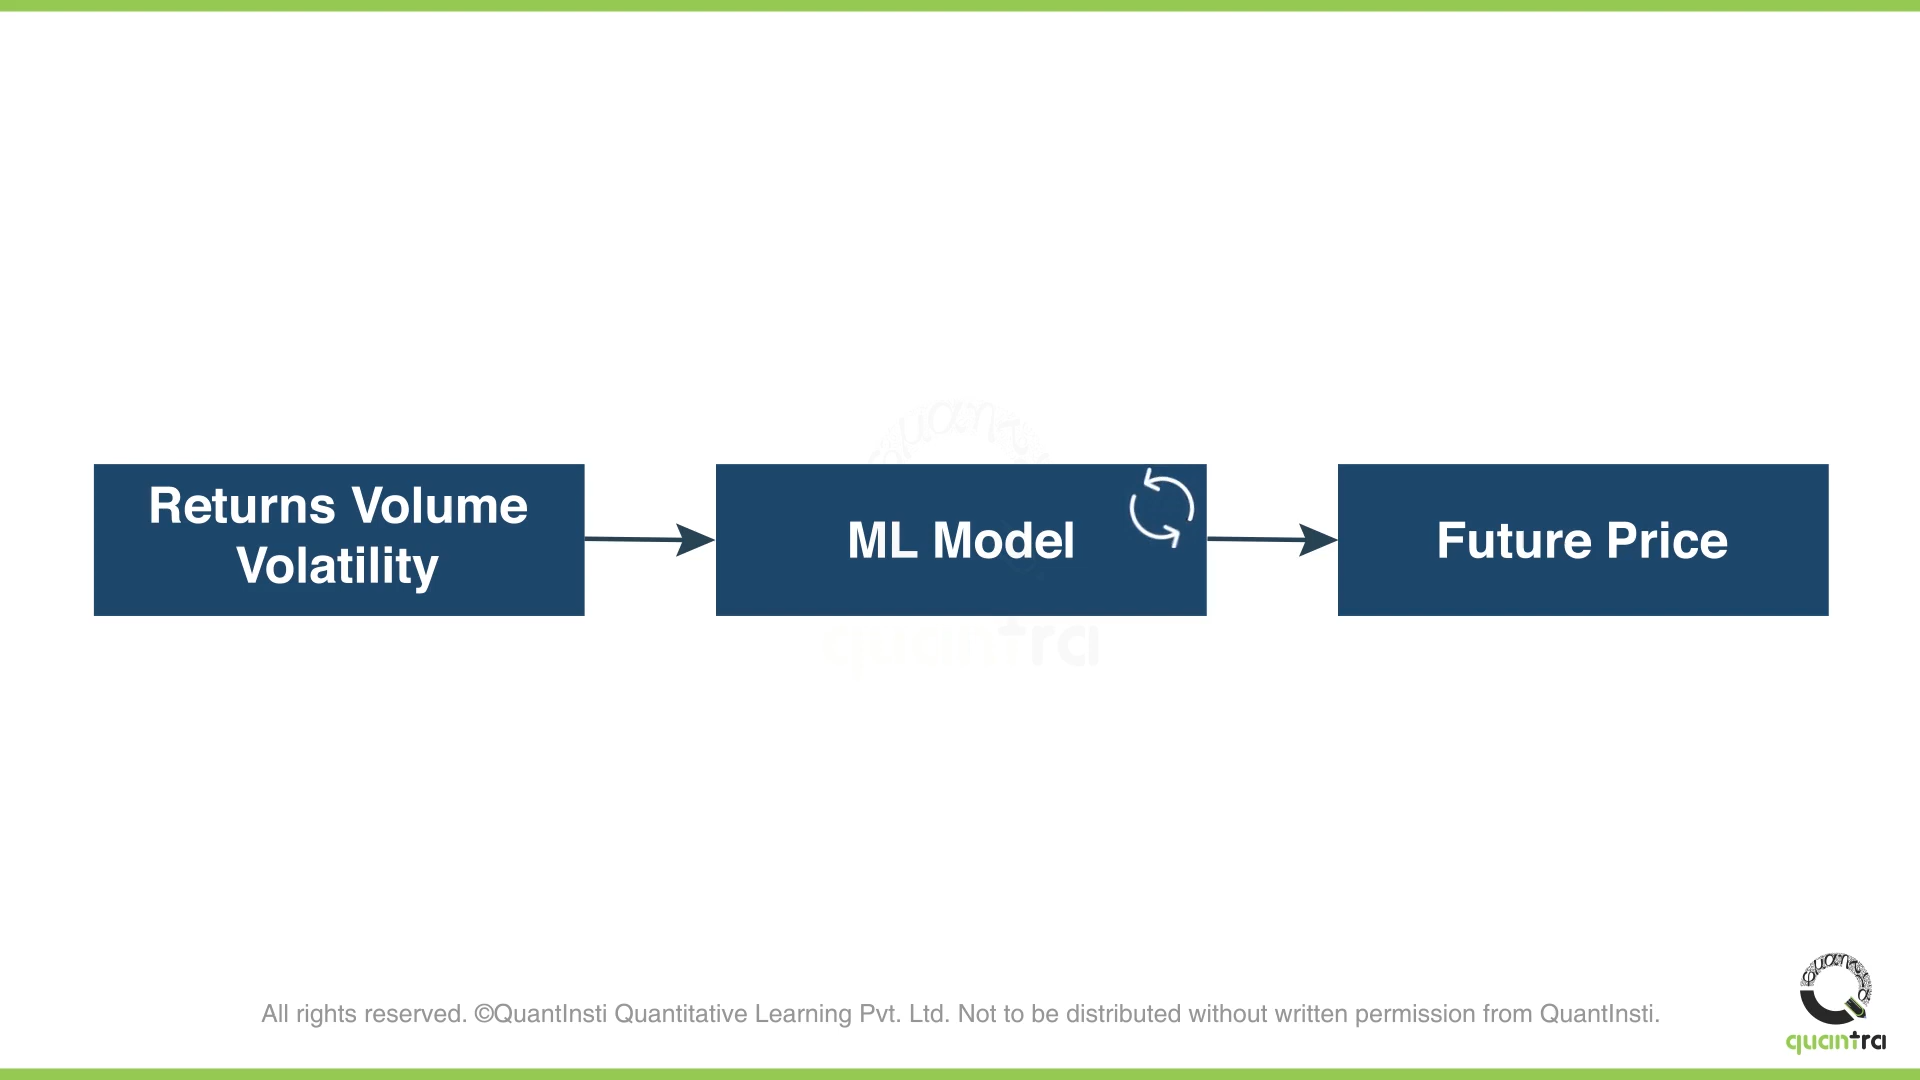 Returns Volume
Volatility
ML Model
Future Price
All rights reserved. ©QuantInsti Quantitative Learning Pvt. Ltd. Not to be distributed without written permission from QuantInsti.
quantra